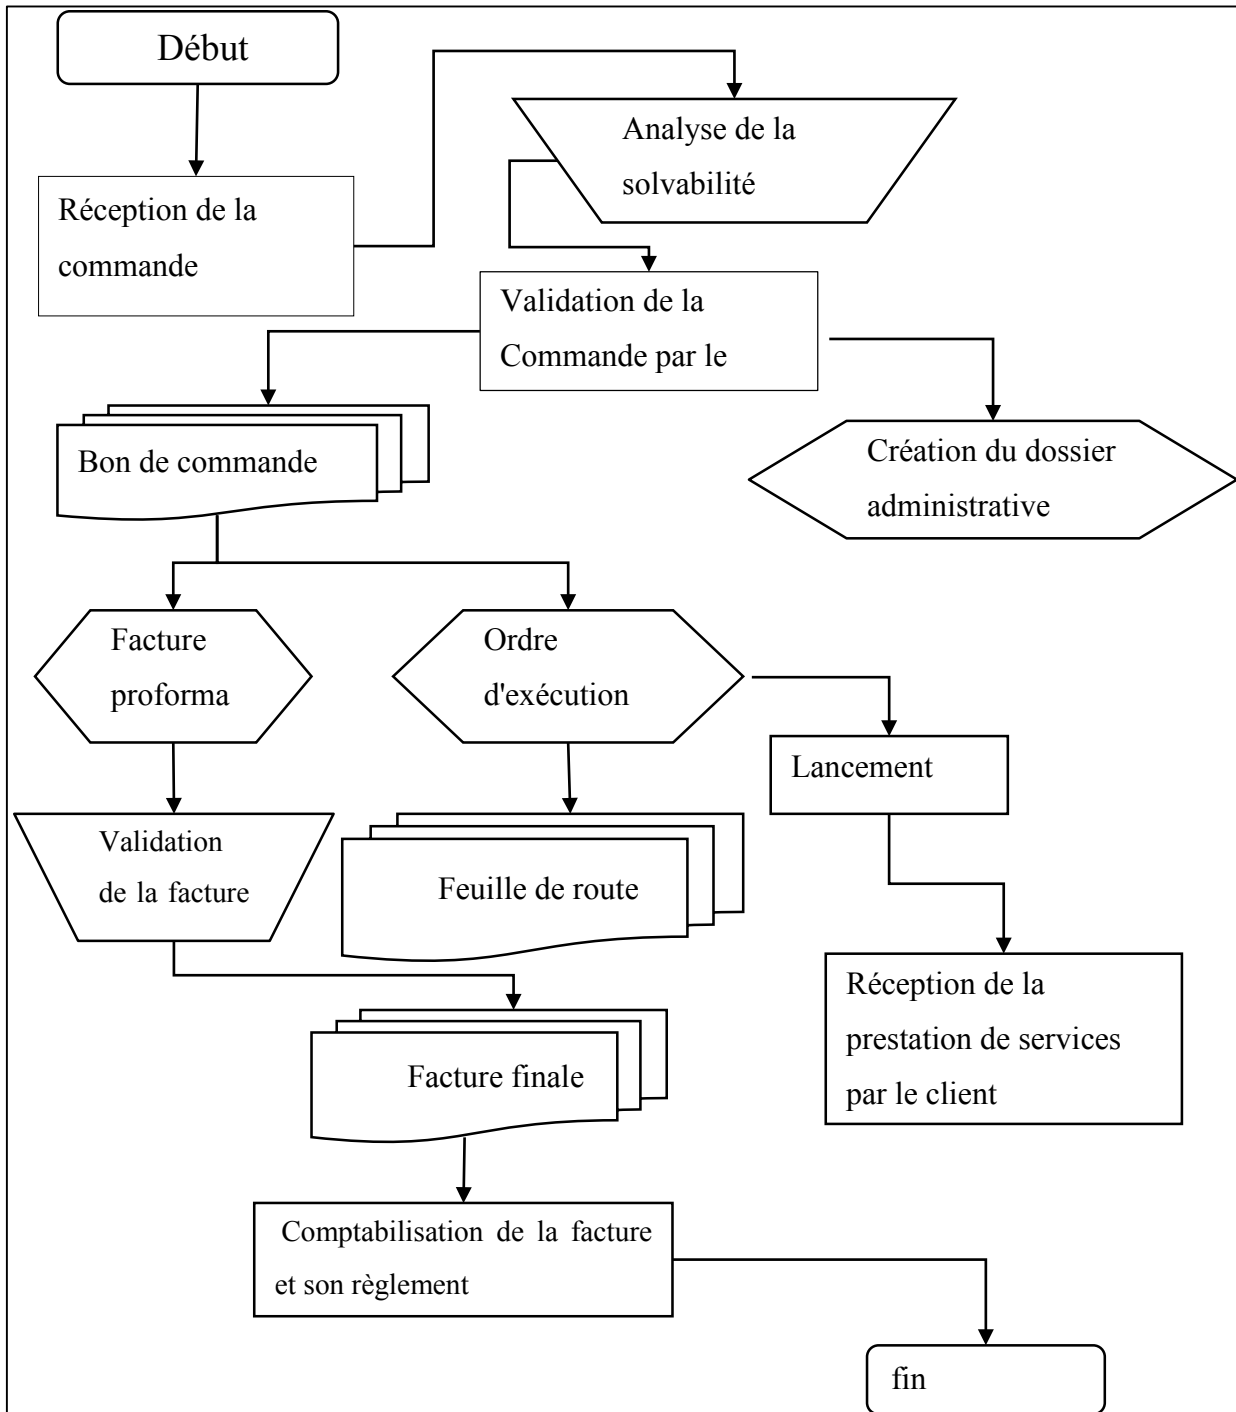 Début
Analyse de la
solvabilité
Réception de la
commande
Validation de la
Commande par le
Bon de commande
Création du dossier
administrative
Facture
proforma
Ordre
d'exécution
Lancement
Validation
de la facture
Feuille de route
Réception de la
prestation de services
par le client
Facture finale
Comptabilisation de la facture
et son règlement
fin